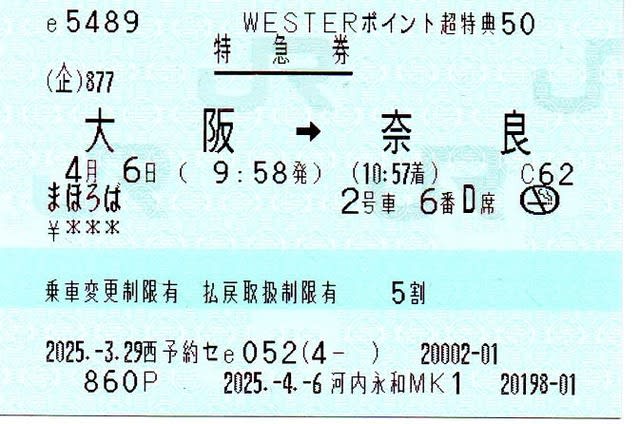 e5489 WESTERポイント超特典50
特急券
(企)877
大阪→奈良
4月 6日( 9:58発) (10:57着) C62
まほろば 2号車 6番D席
¥***
乗車変更制限有 払戻取扱制限有 5割
2025.-3.29西予約セe052(4- ) 20002-01
860P 2025.-4.-6河内永和MK1 20198-01